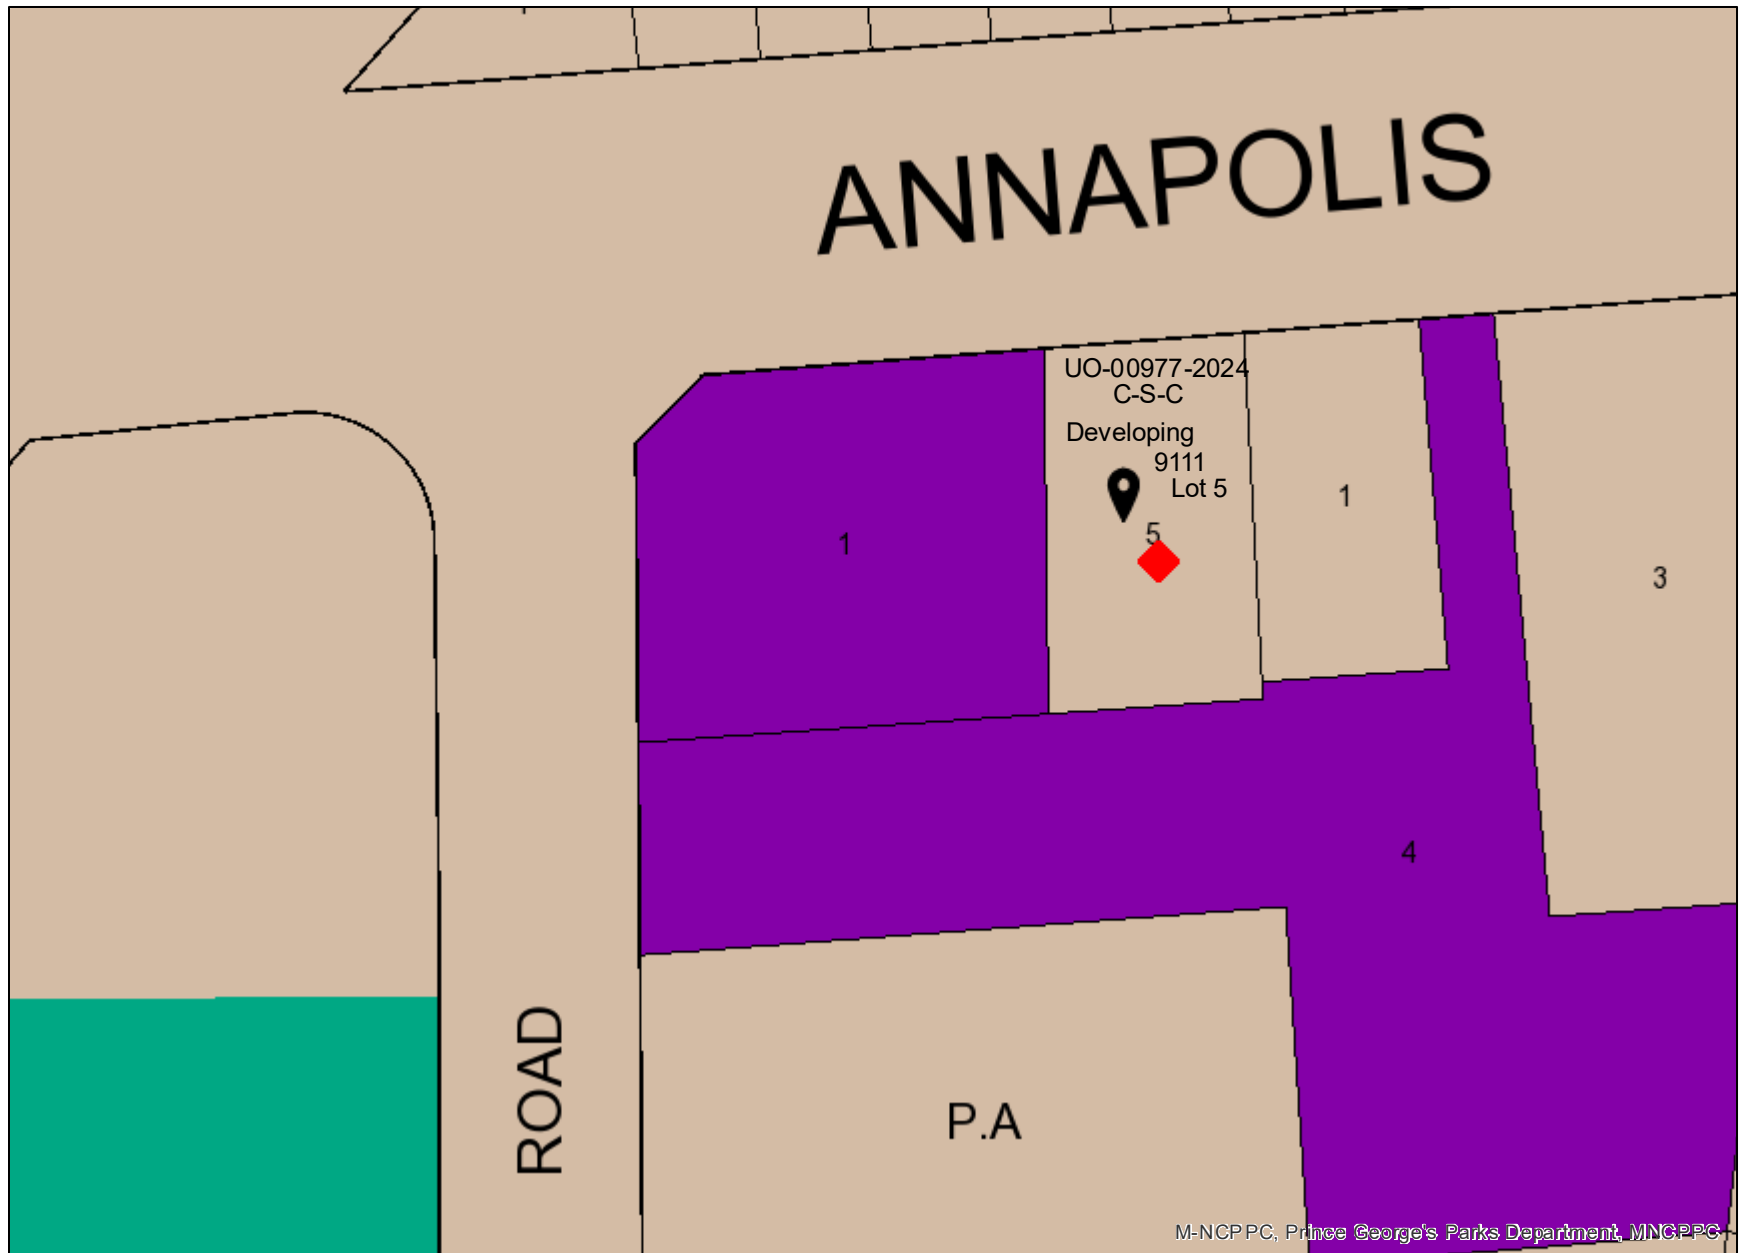 ANNAPOLIS
UO-00977-2024
C-S-C
Developing
9111
Lot 5
5
1
1
3
4
ROAD
P.A
M-NCPPC, Prince George's Parks Department, MNCPPC